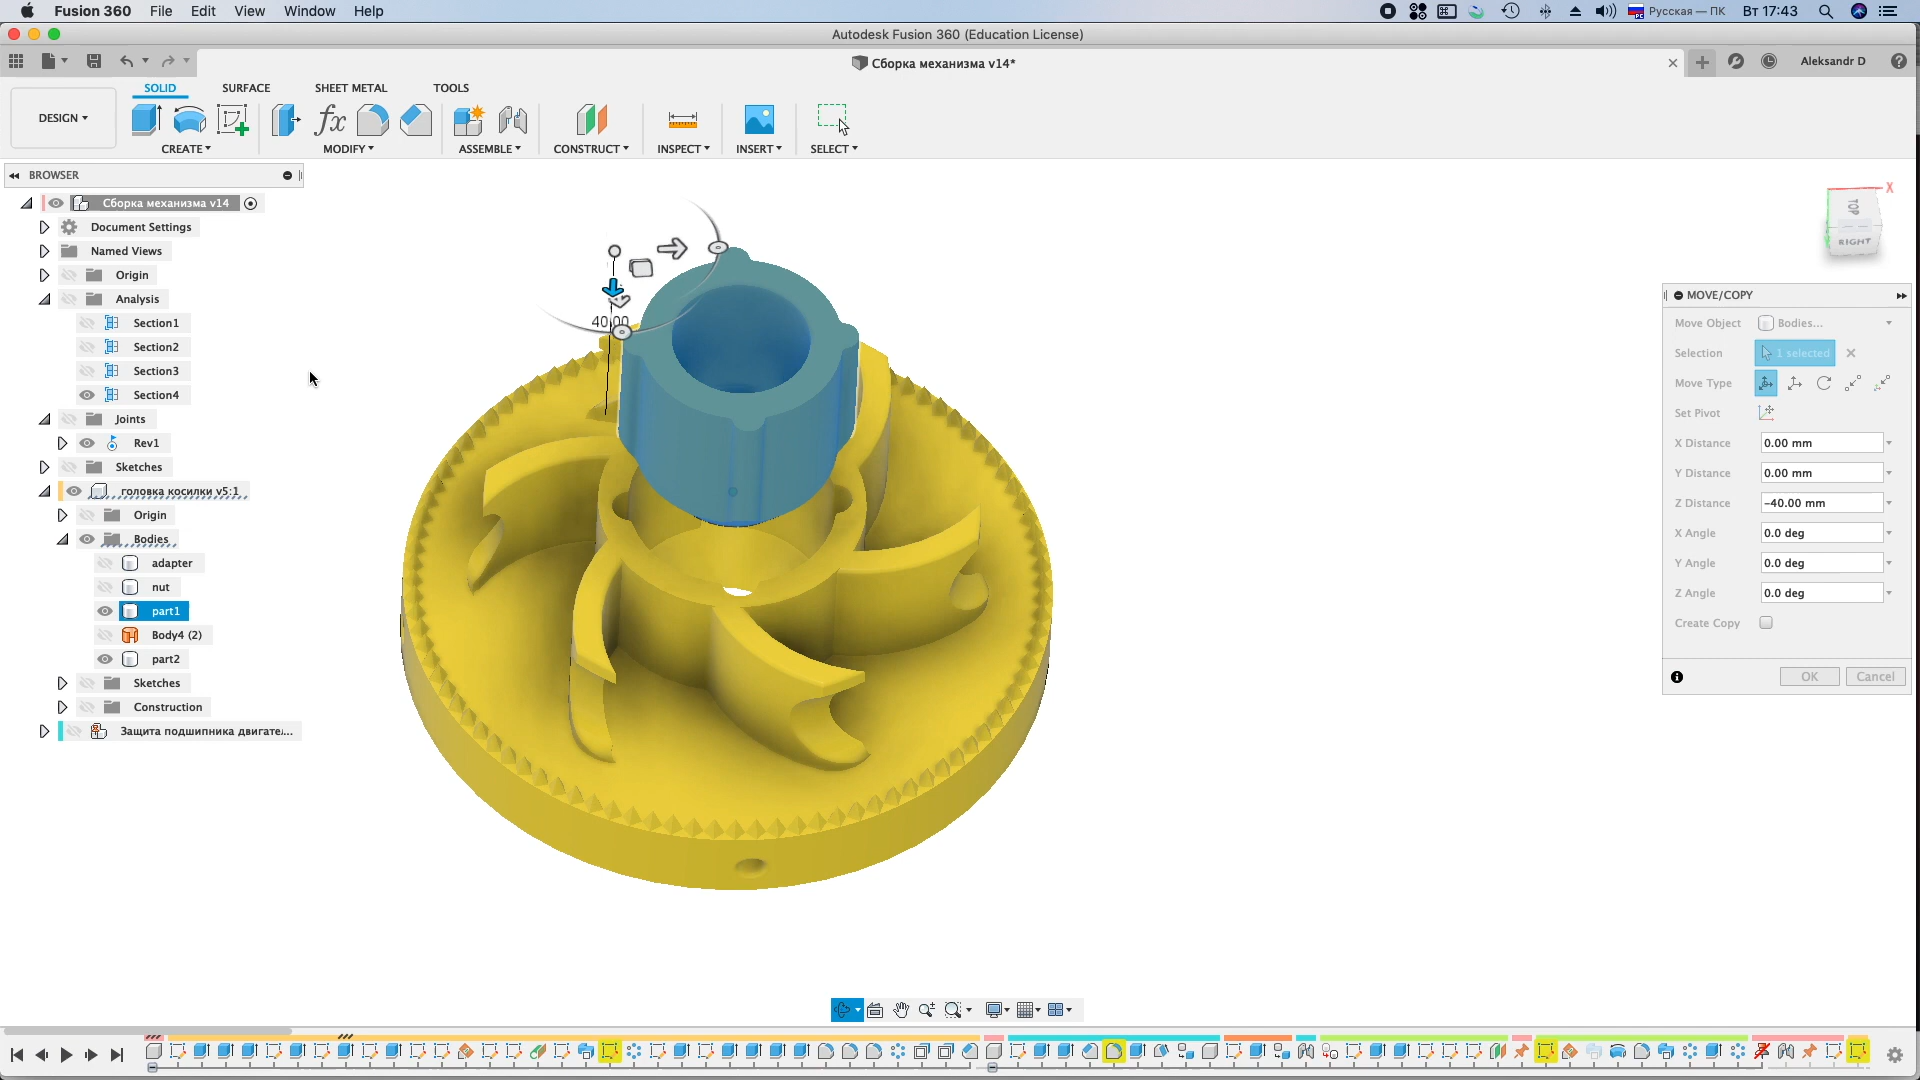 Fusion 360 File Edit View Window Help Русская — ПК Вт 17:43
Autodesk Fusion 360 (Education License)
Сборка механизма v14* Aleksandr D
SOLID SURFACE SHEET METAL TOOLS
DESIGN
CREATE MODIFY ASSEMBLE CONSTRUCT INSPECT INSERT SELECT
BROWSER
Сборка механизма v14
Document Settings
Named Views
Origin
Analysis
Section1
Section2
Section3
Section4
Joints
Rev1
Sketches
головка косилки v5:1
Origin
Bodies
adapter
nut
part1
Body4 (2)
part2
Sketches
Construction
Защита подшипника двигате...
40.00
X
TOP
RIGHT
MOVE/COPY
Move Object Bodies...
Selection 1 selected
Move Type
Set Pivot
X Distance 0.00 mm
Y Distance 0.00 mm
Z Distance -40.00 mm
X Angle 0.0 deg
Y Angle 0.0 deg
Z Angle 0.0 deg
Create Copy
OK Cancel